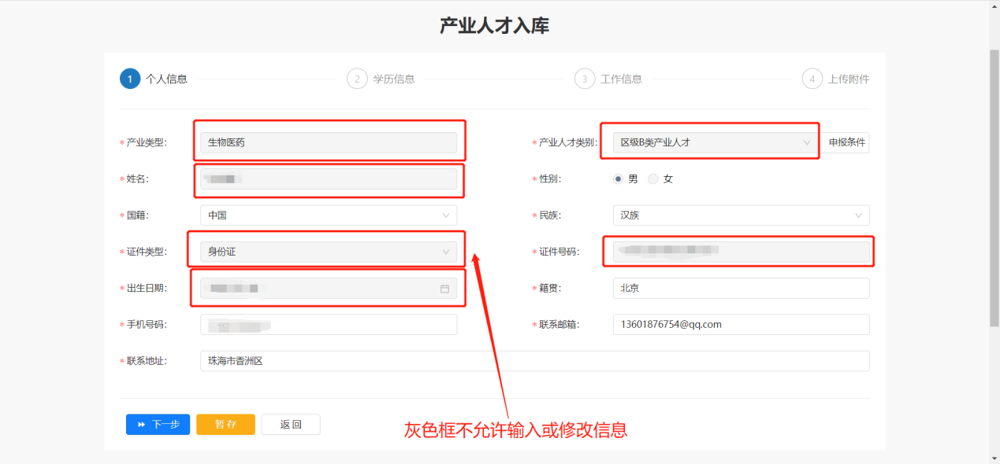 产业人才入库
1 个人信息 2 学历信息 3 工作信息 4 上传附件
*产业类型: 生物医药 *产业人才类别: 区级B类产业人才 申报条件
*姓名: *性别: 男 女
*国籍: 中国 *民族: 汉族
*证件类型: 身份证 *证件号码:
*出生日期: *籍贯: 北京
*手机号码: *联系邮箱: 13601876754@qq.com
*联系地址: 珠海市香洲区
下一步 暂存 返回
灰色框不允许输入或修改信息